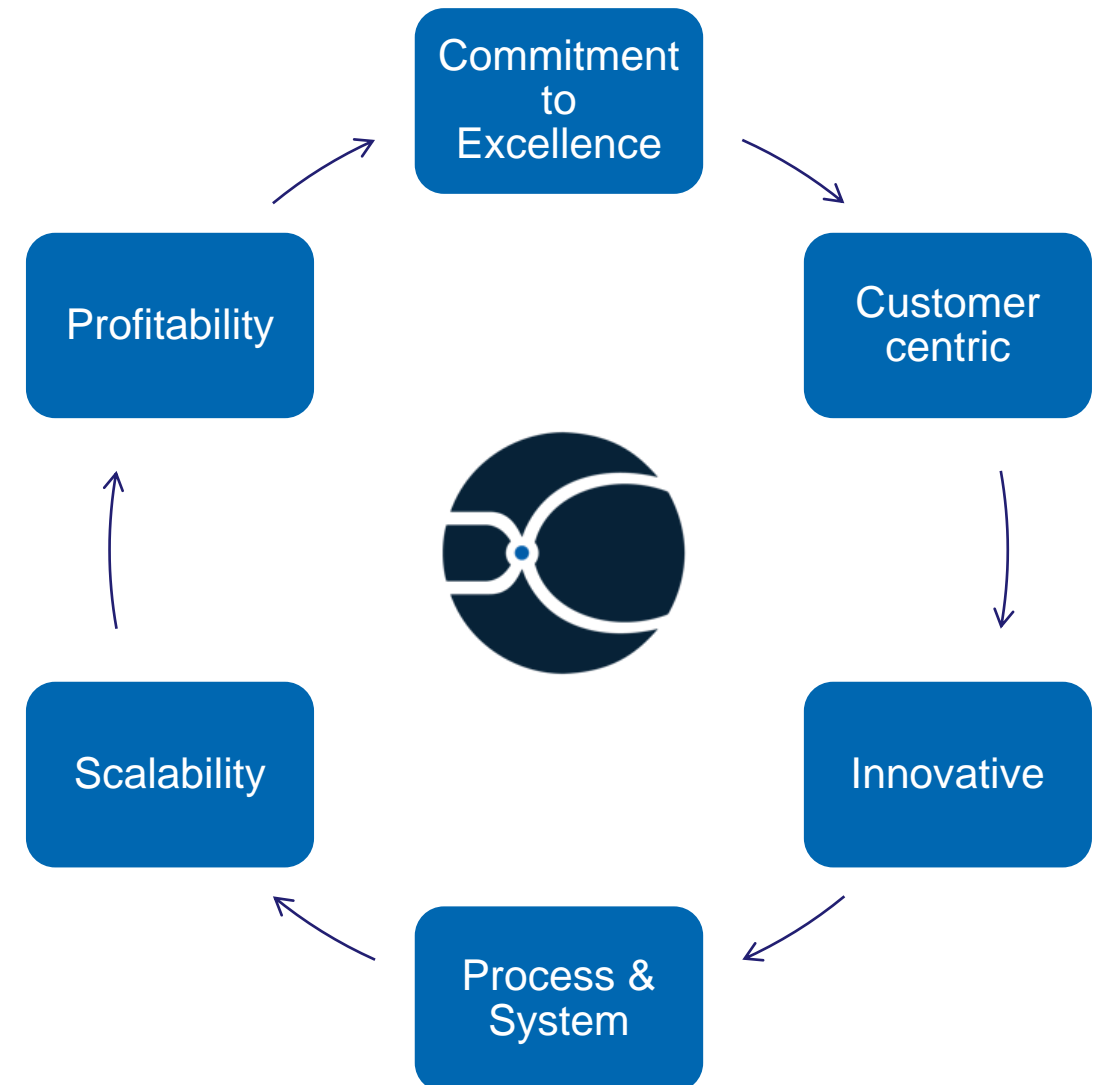 Commitment
to
Excellence
Customer
centric
Innovative
Process &
System
Scalability
Profitability